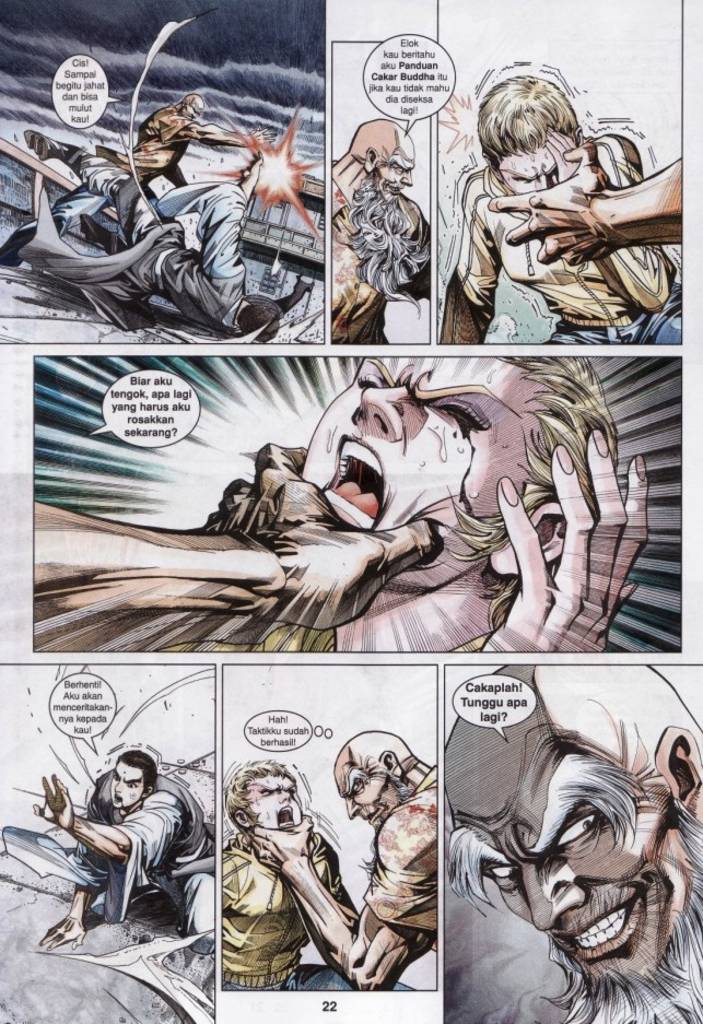 Cis!
Sampai
begitu jahat
dan bisa
mulut
kau!
Elok
kau beritahu
aku Panduan
Cakar Buddha itu
jika kau tidak mahu
dia diseksa
lagi!
Biar aku
tengok, apa lagi
yang harus aku
rosakkan
sekarang?
Berhenti!
Aku akan
menceritakan-
nya kepada
kau!
Hah!
Taktikku sudah
berhasil!
Cakaplah!
Tunggu apa
lagi?
22